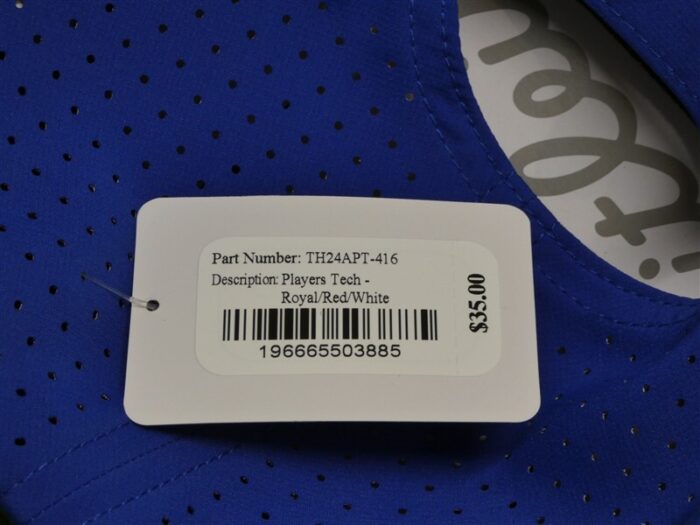 Part Number: TH24APT-416
Description: Players Tech -
Royal/Red/White
196665503885
$35.00